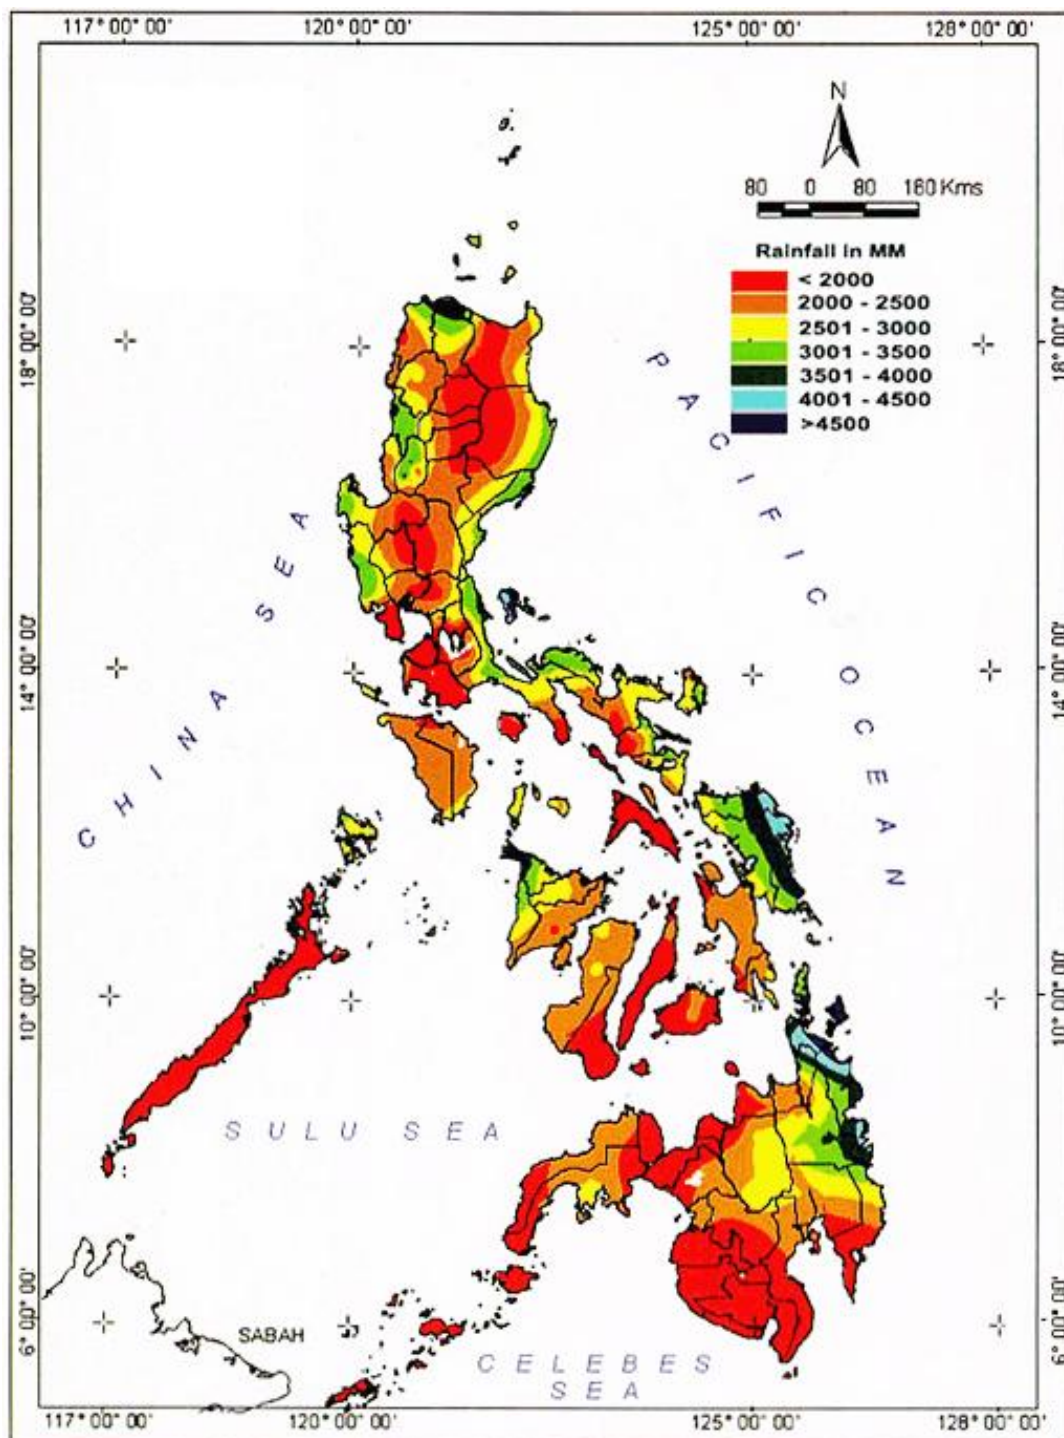 117° 00' 00' 120° 00' 00' 125° 00' 00' 128° 00' 00'
N
80 0 80 160 Kms
Rainfall in MM
< 2000
2000 - 2500
2501 - 3000
3001 - 3500
3501 - 4000
4001 - 4500
>4500
18° 00' 00' 18° 00' 00'
PACIFIC OCEAN
CHINA SEA
14° 00' 00' 14° 00' 00'
10° 00' 00' 10° 00' 00'
SULU SEA
6° 00' 00' 6° 00' 00'
SABAH
CELEBES
SEA
117° 00' 00' 120° 00' 00' 125° 00' 00' 128° 00' 00'